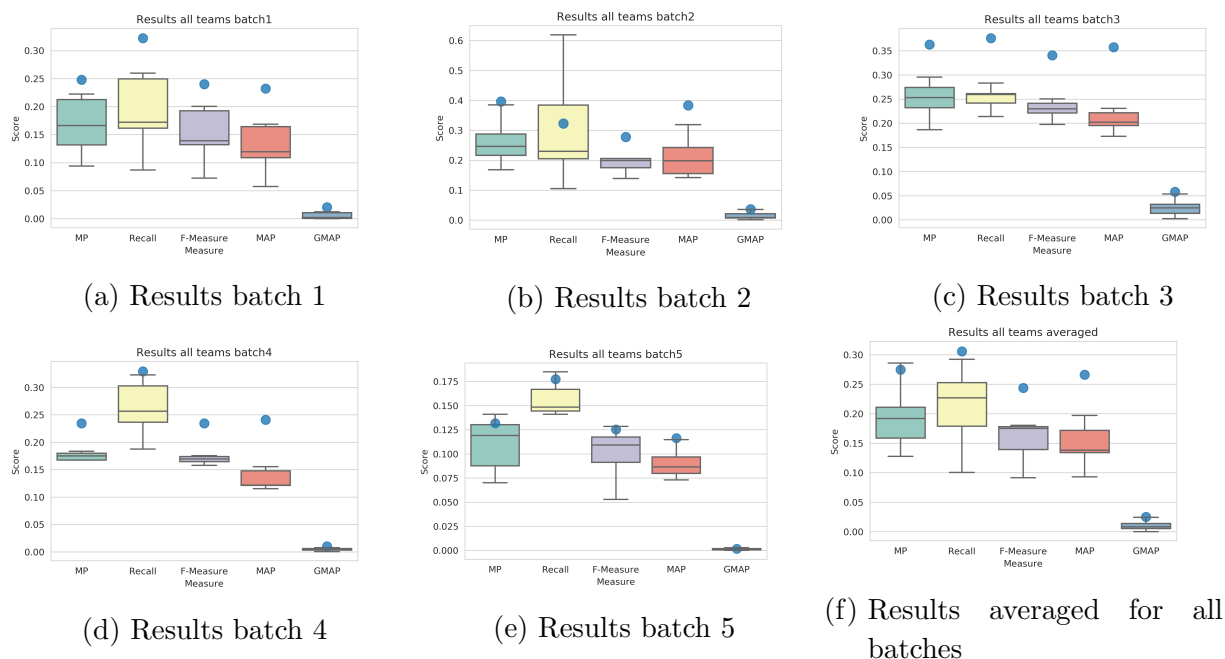 Results all teams batch1
Score
0.30
0.25
0.20
0.15
0.10
0.05
0.00
MP Recall F-Measure MAP GMAP
Measure
(a) Results batch 1
Results all teams batch2
Score
0.6
0.5
0.4
0.3
0.2
0.1
0.0
MP Recall F-Measure MAP GMAP
Measure
(b) Results batch 2
Results all teams batch3
Score
0.35
0.30
0.25
0.20
0.15
0.10
0.05
0.00
MP Recall F-Measure MAP GMAP
Measure
(c) Results batch 3
Results all teams batch4
Score
0.30
0.25
0.20
0.15
0.10
0.05
0.00
MP Recall F-Measure MAP GMAP
Measure
(d) Results batch 4
Results all teams batch5
Score
0.175
0.150
0.125
0.100
0.075
0.050
0.025
0.000
MP Recall F-Measure MAP GMAP
Measure
(e) Results batch 5
Results all teams averaged
Score
0.30
0.25
0.20
0.15
0.10
0.05
0.00
MP Recall F-Measure MAP GMAP
Measure
(f) Results averaged for all
batches